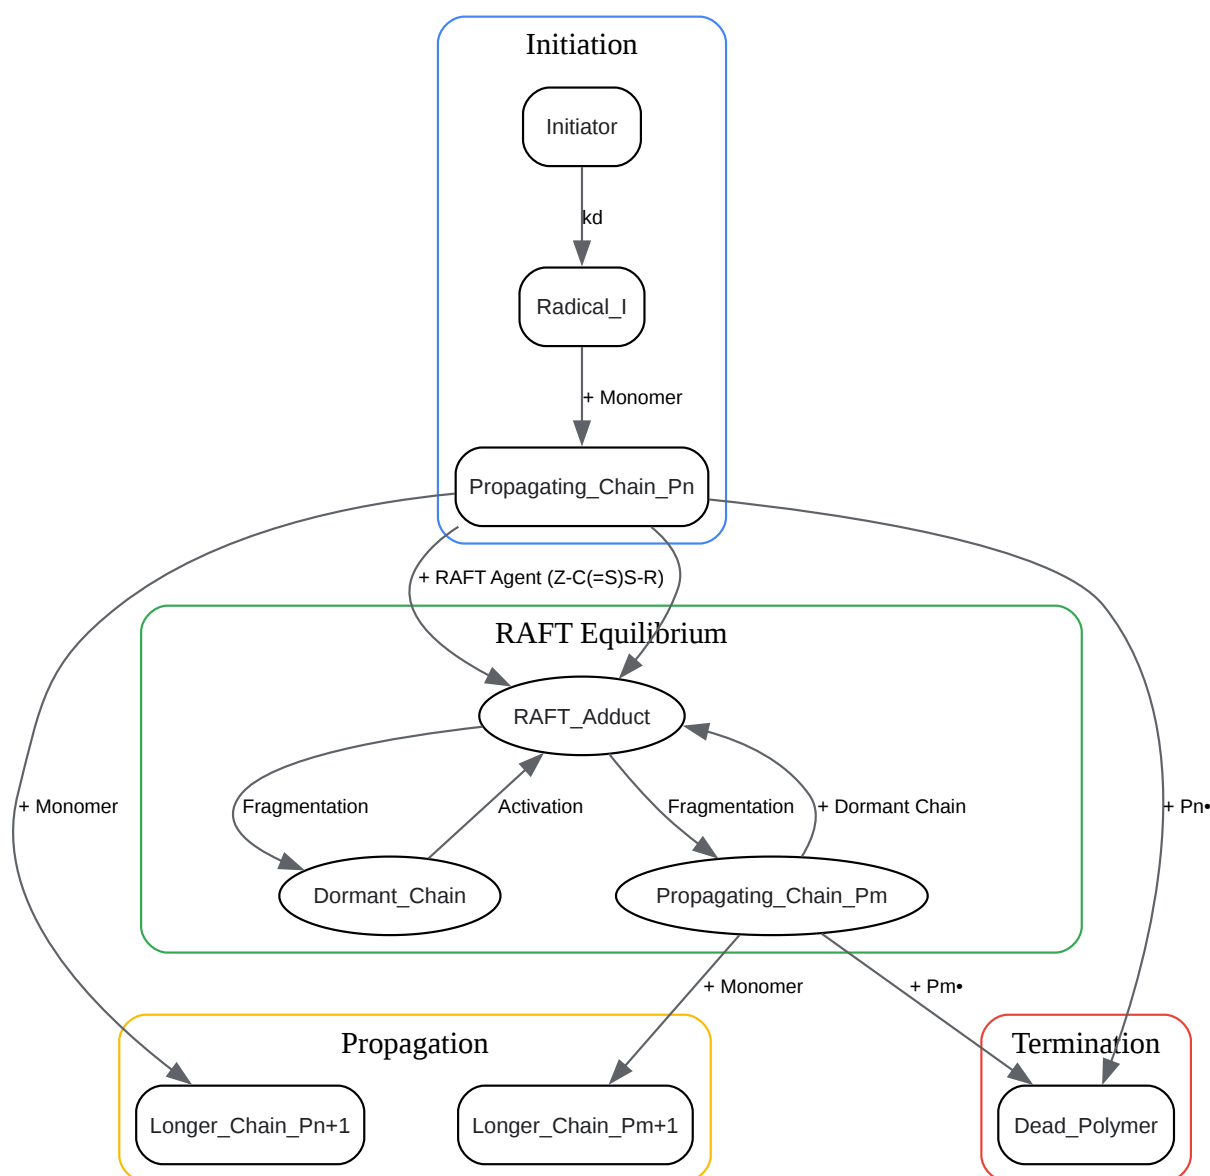 Initiation
Initiator
kd
Radical_I
+ Monomer
Propagating_Chain_Pn
+ RAFT Agent (Z-C(=S)S-R)
RAFT Equilibrium
RAFT_Adduct
+ Monomer
Fragmentation
Activation
Fragmentation
+ Dormant Chain
+ Pn•
Dormant_Chain
Propagating_Chain_Pm
+ Monomer
+ Pm•
Propagation
Termination
Longer_Chain_Pn+1
Longer_Chain_Pm+1
Dead_Polymer